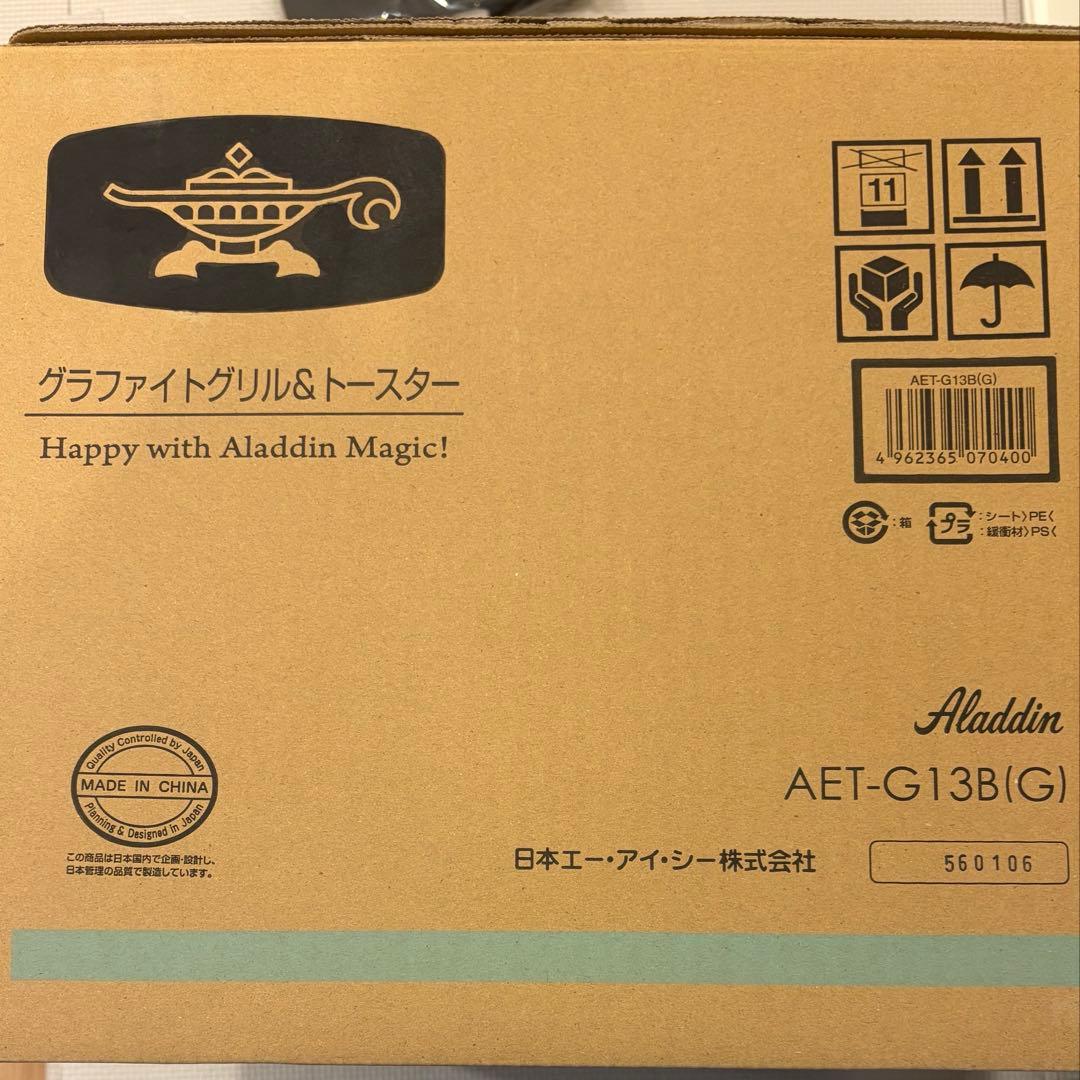 グラファイトグリル&トースター
Happy with Aladdin Magic!
11
AET-G13B(G)
4 962365 070400
:箱
プラ
:シート〉PE〈
:緩衝材〉PS〈
Quality Controlled by Japan
MADE IN CHINA
Planning & Designed in Japan
この商品は日本国内で企画・設計し、
日本管理の品質で製造しています。
Aladdin
AET-G13B(G)
日本エー・アイ・シー株式会社
560106